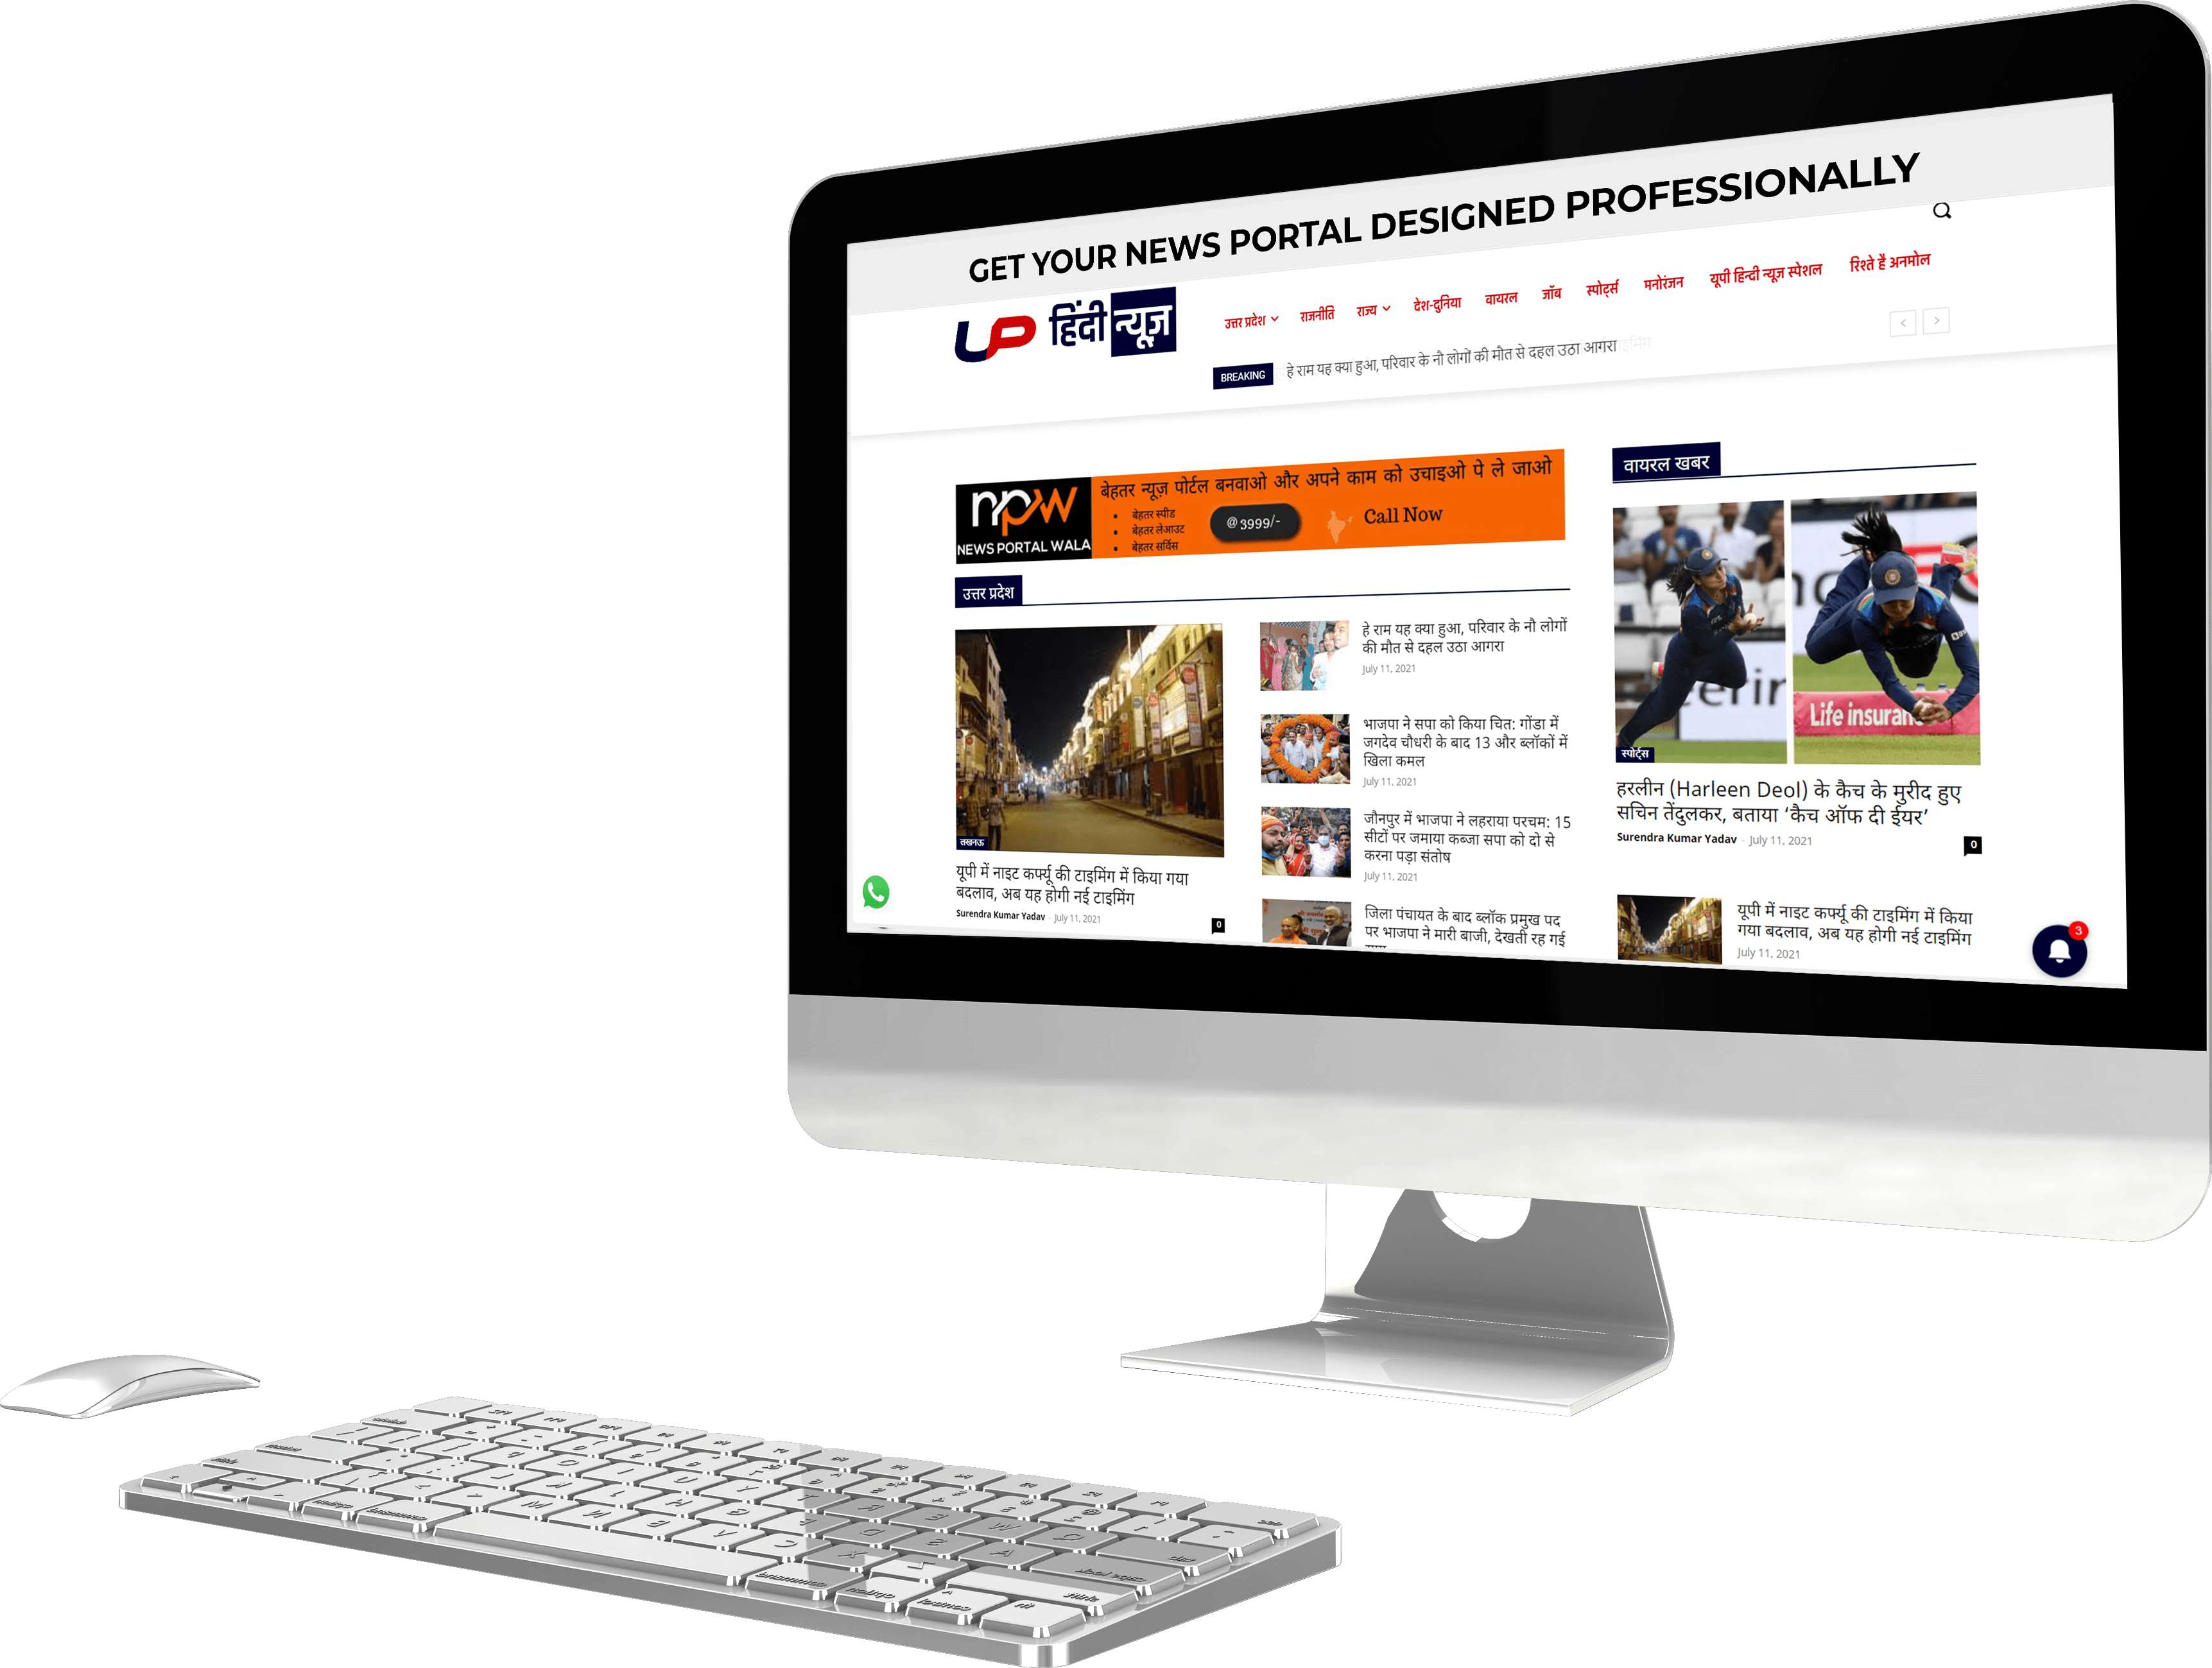 GET YOUR NEWS PORTAL DESIGNED PROFESSIONALLY
UP हिंदी न्यूज़
उत्तर प्रदेश राजनीति राज्य देश-दुनिया वायरल जॉब स्पोर्ट्स मनोरंजन यूपी हिन्दी न्यूज स्पेशल रिश्ते है अनमोल
BREAKING हे राम यह क्या हुआ, परिवार के नौ लोगों की मौत से दहल उठा आगरा
npw
NEWS PORTAL WALA
बेहतर न्यूज़ पोर्टल बनवाओ और अपने काम को उचाइओ पे ले जाओ
• बेहतर स्पीड
• बेहतर लेआउट
• बेहतर सर्विस
@ 3999/-
Call Now
उत्तर प्रदेश
लखनऊ
यूपी में नाइट कर्फ्यू की टाइमिंग में किया गया
बदलाव, अब यह होगी नई टाइमिंग
Surendra Kumar Yadav - July 11, 2021
0
हे राम यह क्या हुआ, परिवार के नौ लोगों
की मौत से दहल उठा आगरा
July 11, 2021
भाजपा ने सपा को किया चित: गोंडा में
जगदेव चौधरी के बाद 13 और ब्लॉकों में
खिला कमल
July 11, 2021
जौनपुर में भाजपा ने लहराया परचम: 15
सीटों पर जमाया कब्जा सपा को दो से
करना पड़ा संतोष
July 11, 2021
जिला पंचायत के बाद ब्लॉक प्रमुख पद
पर भाजपा ने मारी बाजी, देखती रह गई
वायरल खबर
Life insuran
स्पोर्ट्स
हरलीन (Harleen Deol) के कैच के मुरीद हुए
सचिन तेंदुलकर, बताया ‘कैच ऑफ दी ईयर’
Surendra Kumar Yadav - July 11, 2021
0
यूपी में नाइट कर्फ्यू की टाइमिंग में किया
गया बदलाव, अब यह होगी नई टाइमिंग
July 11, 2021
3